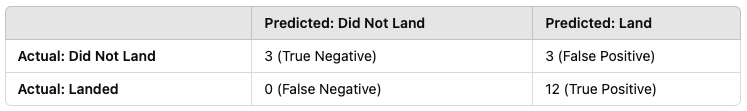 Predicted: Did Not Land Predicted: Land
Actual: Did Not Land 3 (True Negative) 3 (False Positive)
Actual: Landed 0 (False Negative) 12 (True Positive)